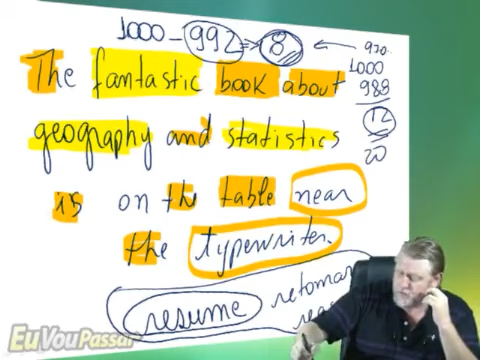 1000 - 992 = 8
1000
988
12
20
The fantastic book about
geography and statistics
is on the table near
the typewriter.
resume retomar
EuVouPassar